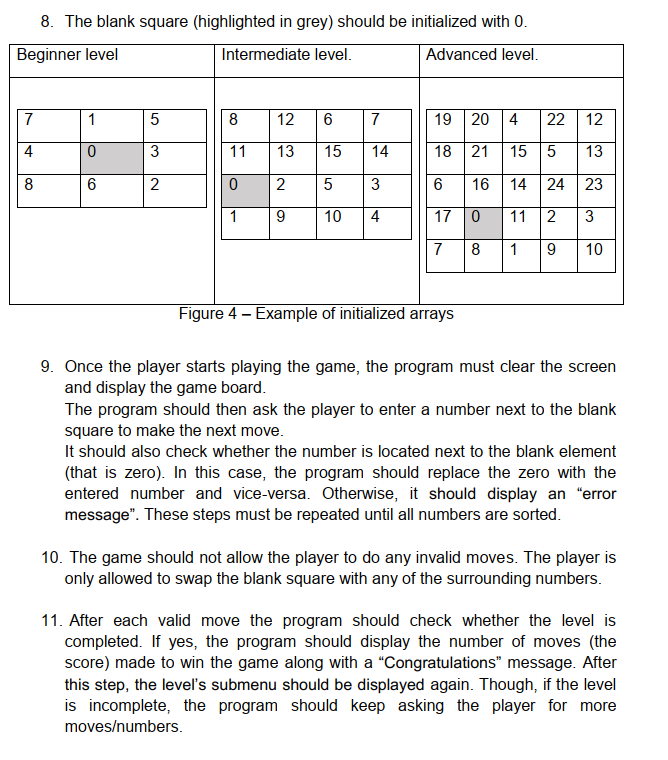 8. The blank square (highlighted in grey) should be initialized with 0.
Beginner level Intermediate level. Advanced level.
7 1 5 8 12 6 7 19 20 4 22 12
4 0 3 11 13 15 14 18 21 15 5 13
8 6 2 0 2 5 3 6 16 14 24 23
1 9 10 4 17 0 11 2 3
7 8 1 9 10
Figure 4 – Example of initialized arrays
9. Once the player starts playing the game, the program must clear the screen
and display the game board.
The program should then ask the player to enter a number next to the blank
square to make the next move.
It should also check whether the number is located next to the blank element
(that is zero). In this case, the program should replace the zero with the
entered number and vice-versa. Otherwise, it should display an “error
message”. These steps must be repeated until all numbers are sorted.
10. The game should not allow the player to do any invalid moves. The player is
only allowed to swap the blank square with any of the surrounding numbers.
11. After each valid move the program should check whether the level is
completed. If yes, the program should display the number of moves (the
score) made to win the game along with a “Congratulations” message. After
this step, the level’s submenu should be displayed again. Though, if the level
is incomplete, the program should keep asking the player for more
moves/numbers.